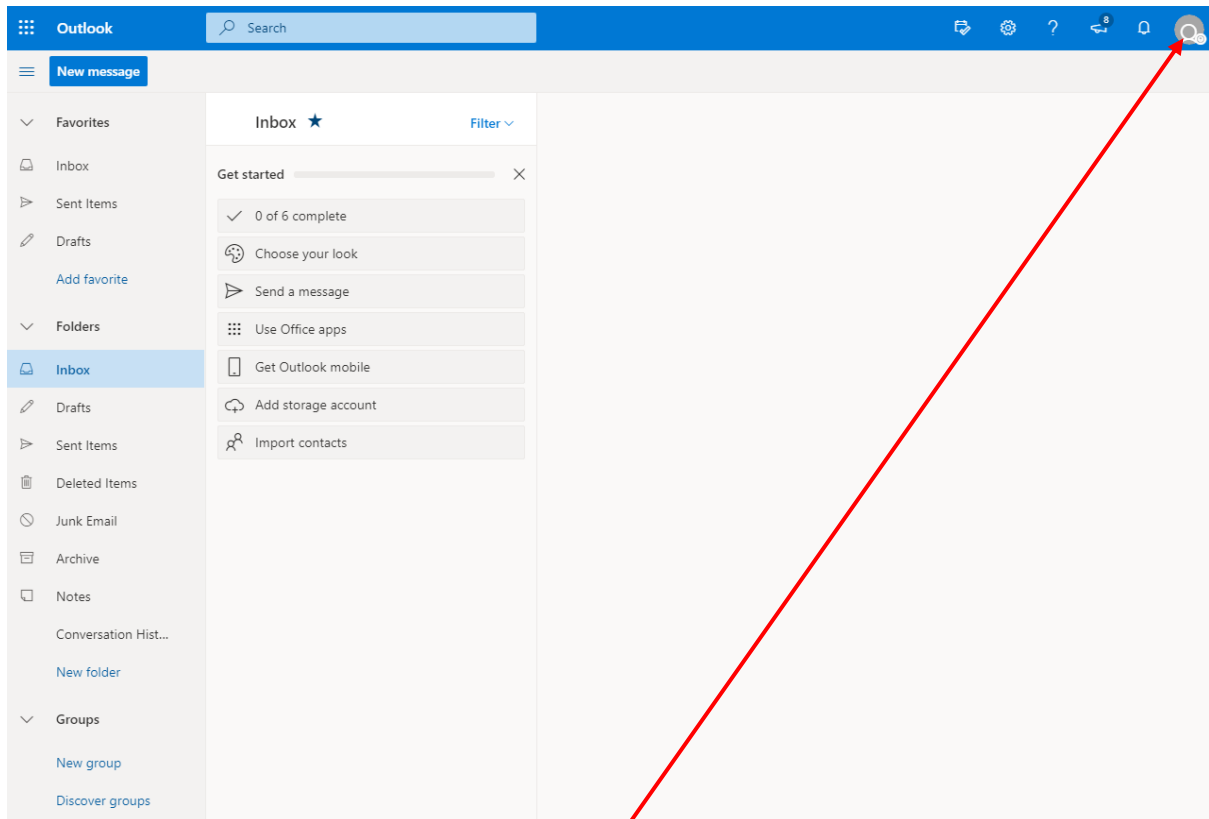 Outlook
Search
?
8
New message
Favorites
Inbox
Sent Items
Drafts
Add favorite
Folders
Inbox
Drafts
Sent Items
Deleted Items
Junk Email
Archive
Notes
Conversation Hist...
New folder
Groups
New group
Discover groups
Inbox ★
Filter
Get started
0 of 6 complete
Choose your look
Send a message
Use Office apps
Get Outlook mobile
Add storage account
Import contacts